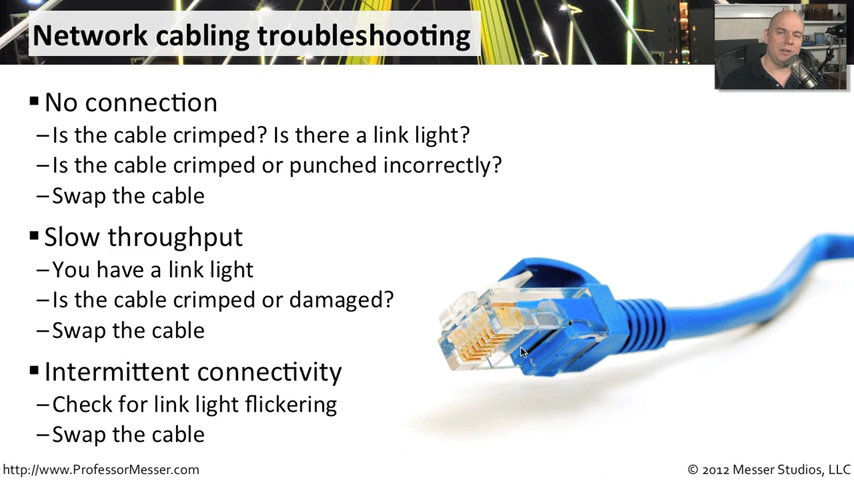 Network cabling troubleshooting
▪ No connection
–Is the cable crimped? Is there a link light?
–Is the cable crimped or punched incorrectly?
–Swap the cable
▪ Slow throughput
–You have a link light
–Is the cable crimped or damaged?
–Swap the cable
▪ Intermittent connectivity
–Check for link light flickering
–Swap the cable
http://www.ProfessorMesser.com
© 2012 Messer Studios, LLC